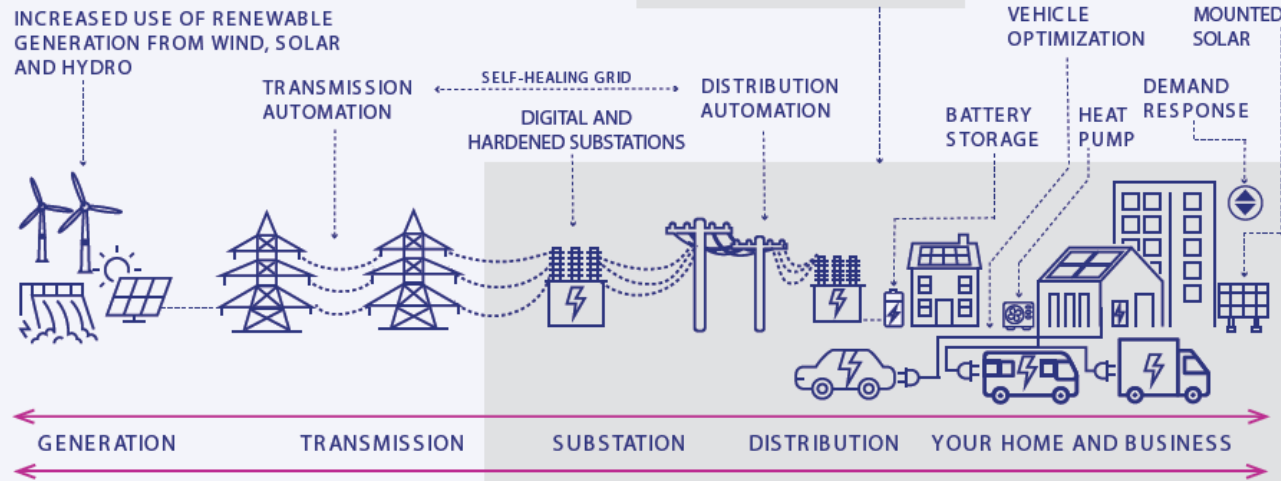 INCREASED USE OF RENEWABLE
GENERATION FROM WIND, SOLAR
AND HYDRO
TRANSMISSION
AUTOMATION
SELF-HEALING GRID
DIGITAL AND
HARDENED SUBSTATIONS
DISTRIBUTION
AUTOMATION
BATTERY
STORAGE
VEHICLE
OPTIMIZATION
HEAT
PUMP
DEMAND
RESPONSE
MOUNTED
SOLAR
GENERATION
TRANSMISSION
SUBSTATION
DISTRIBUTION
YOUR HOME AND BUSINESS